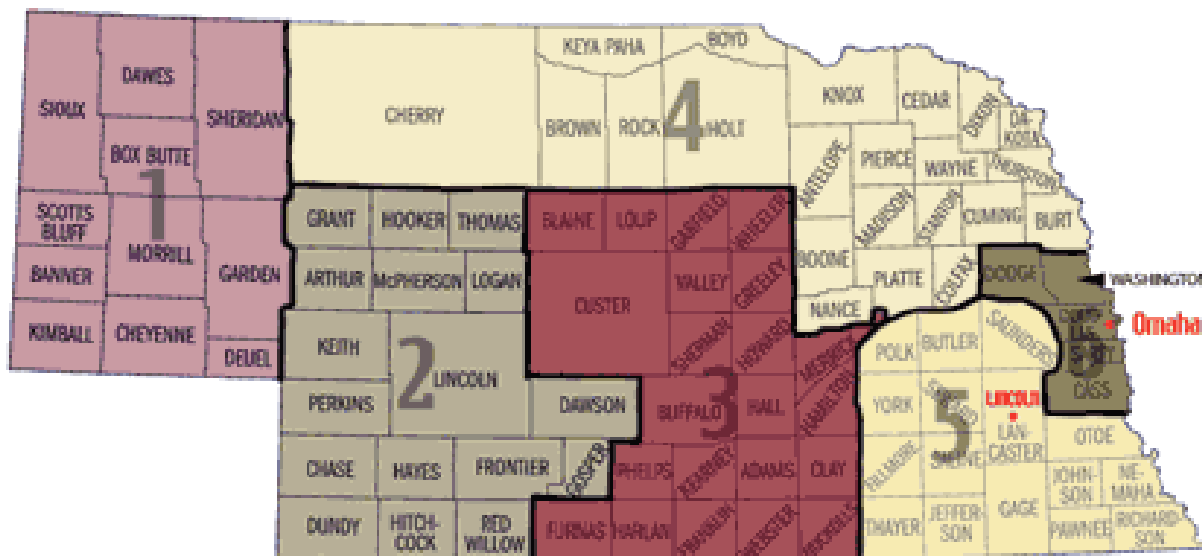 KEYA PAHA
BOYD
DAWES
SIOUX
SHERIDAN
CHERRY
BROWN
ROCK
4
HOLT
KNOX
CEDAR
DIXON
DA-
KOTA
BOX BUTTE
1
ANTELOPE
PIERCE
WAYNE
THURSTON
SCOTTS
BLUFF
MORRILL
GARDEN
GRANT
HOOKER
THOMAS
BLAINE
LOUP
GARFIELD
WHEELER
MADISON
STANTON
CUMING
BURT
BANNER
ARTHUR
McPHERSON
LOGAN
CUSTER
VALLEY
GREELEY
BOONE
PLATTE
COLFAX
DODGE
WASHINGTON
NANCE
KIMBALL
CHEYENNE
DEUEL
KEITH
2
LINCOLN
SHERMAN
HOWARD
MERRICK
POLK
BUTLER
SAUNDERS
Omaha
PERKINS
DAWSON
BUFFALO
3
HALL
HAMILTON
YORK
5
LINCOLN
CASS
CHASE
HAYES
FRONTIER
GOSPER
PHELPS
KEARNEY
ADAMS
CLAY
FILLMORE
SALINE
LAN-
CASTER
OTOE
DUNDY
HITCH-
COCK
RED
WILLOW
FURNAS
HARLAN
FRANKLIN
WEBSTER
THAYER
JEFFER-
SON
GAGE
JOHN-
SON
NE-
MAHA
PAWNEE
RICHARD-
SON